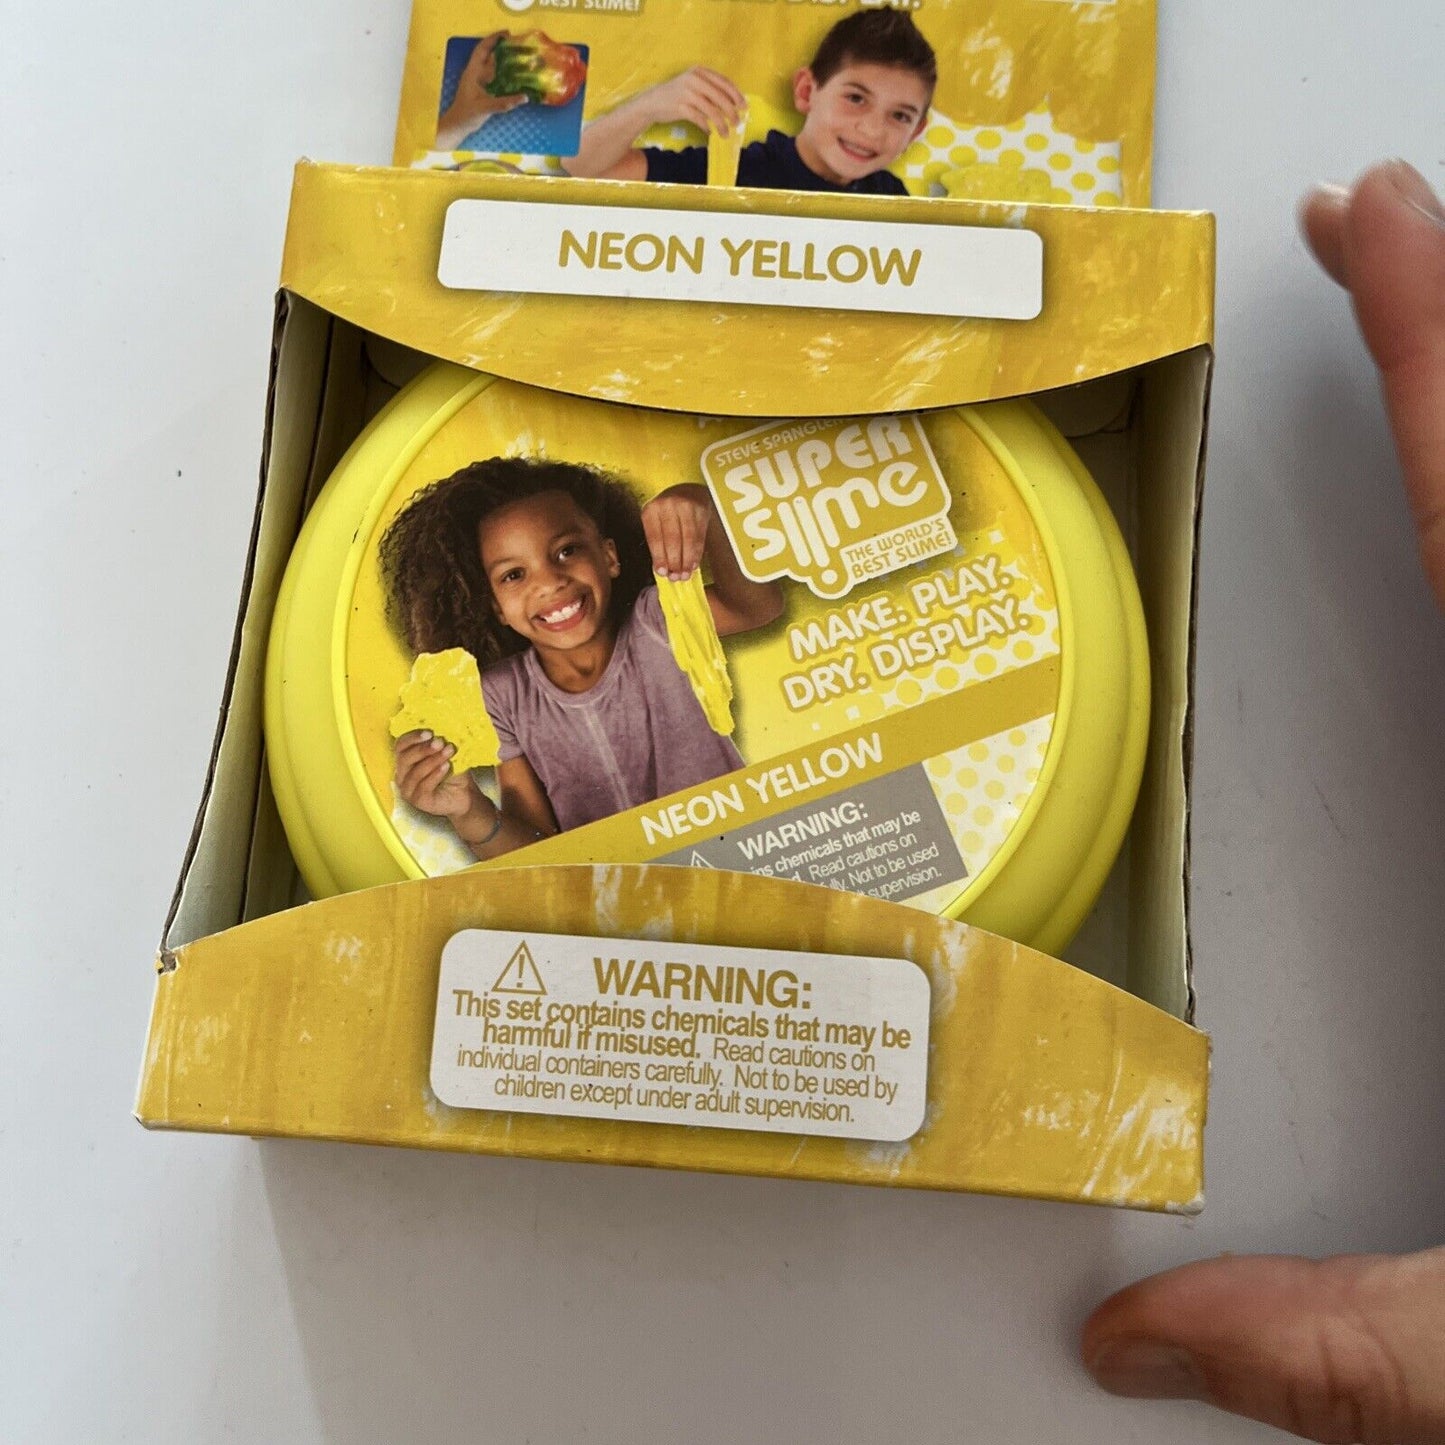 BEST SLIME!
DISPLAY.
NEON YELLOW
STEVE SPANGLER
SUPER
SLIME
THE WORLD'S
BEST SLIME!
MAKE. PLAY.
DRY. DISPLAY.
NEON YELLOW
WARNING:
chemicals that may be
Read cautions on
Not to be used
supervision.
WARNING:
This set contains chemicals that may be
harmful if misused. Read cautions on
individual containers carefully. Not to be used by
children except under adult supervision.